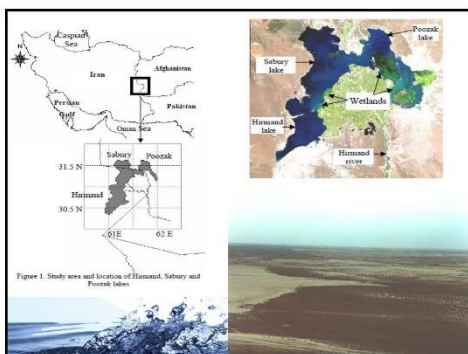 N
Caspian
Sea
Iran
Afghanistan
Pakistan
Persian
Gulf
Oman Sea
Sabury
Poozak
31.5 N
Hirmand
30.5 N
61 E
62 E
Figure 1. Study area and location of Hirmand, Sabury and
Poozak lakes
Poozak
lake
Sabury
lake
Wetlands
Hirmand
lake
Hirmand
river